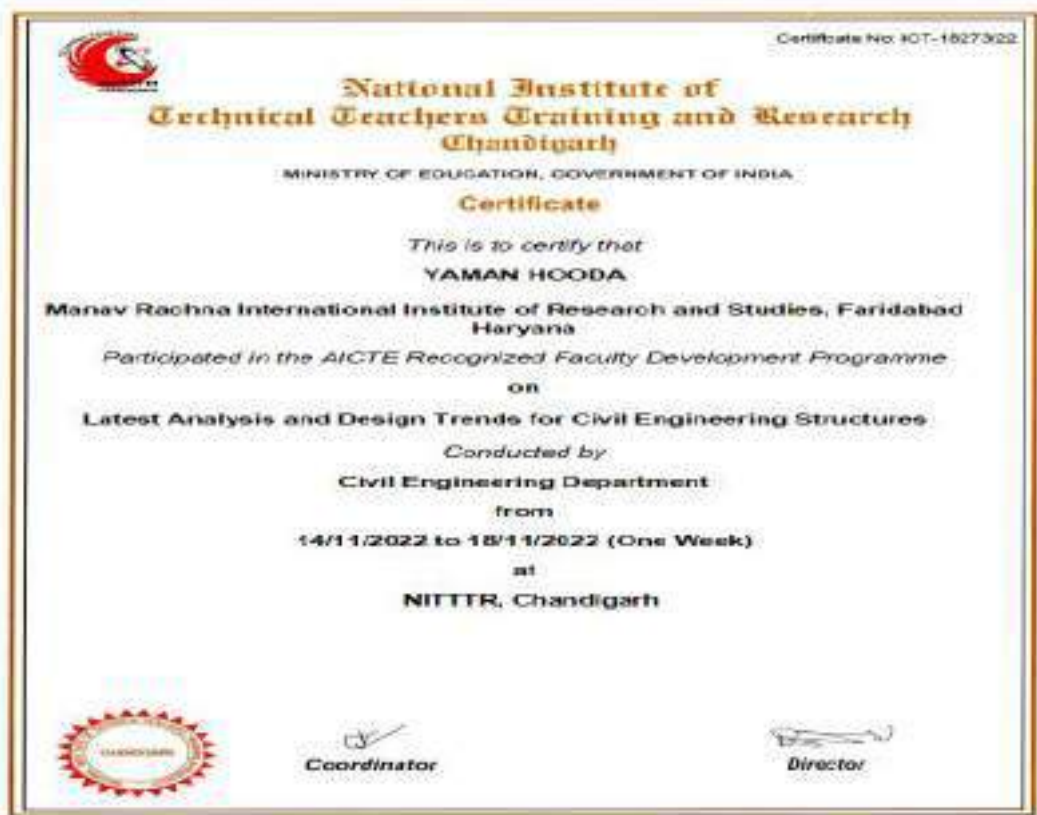 Certificate No: ICT-18273/22
National Institute of
Technical Teachers Training and Research
Chandigarh
MINISTRY OF EDUCATION, GOVERNMENT OF INDIA
Certificate
This is to certify that
YAMAN HOODA
Manav Rachna International Institute of Research and Studies, Faridabad
Haryana
Participated in the AICTE Recognized Faculty Development Programme
on
Latest Analysis and Design Trends for Civil Engineering Structures
Conducted by
Civil Engineering Department
from
14/11/2022 to 18/11/2022 (One Week)
at
NITTTR, Chandigarh
Coordinator
Director